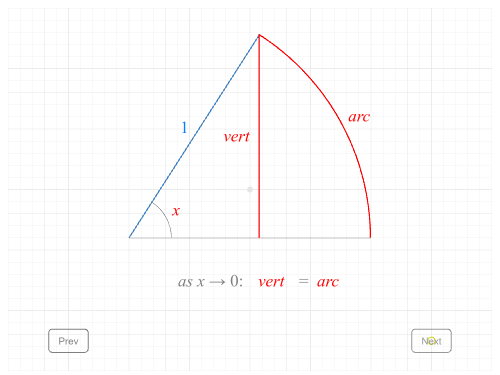 1
vert
arc
x
as x → 0: vert = arc
Prev
Next